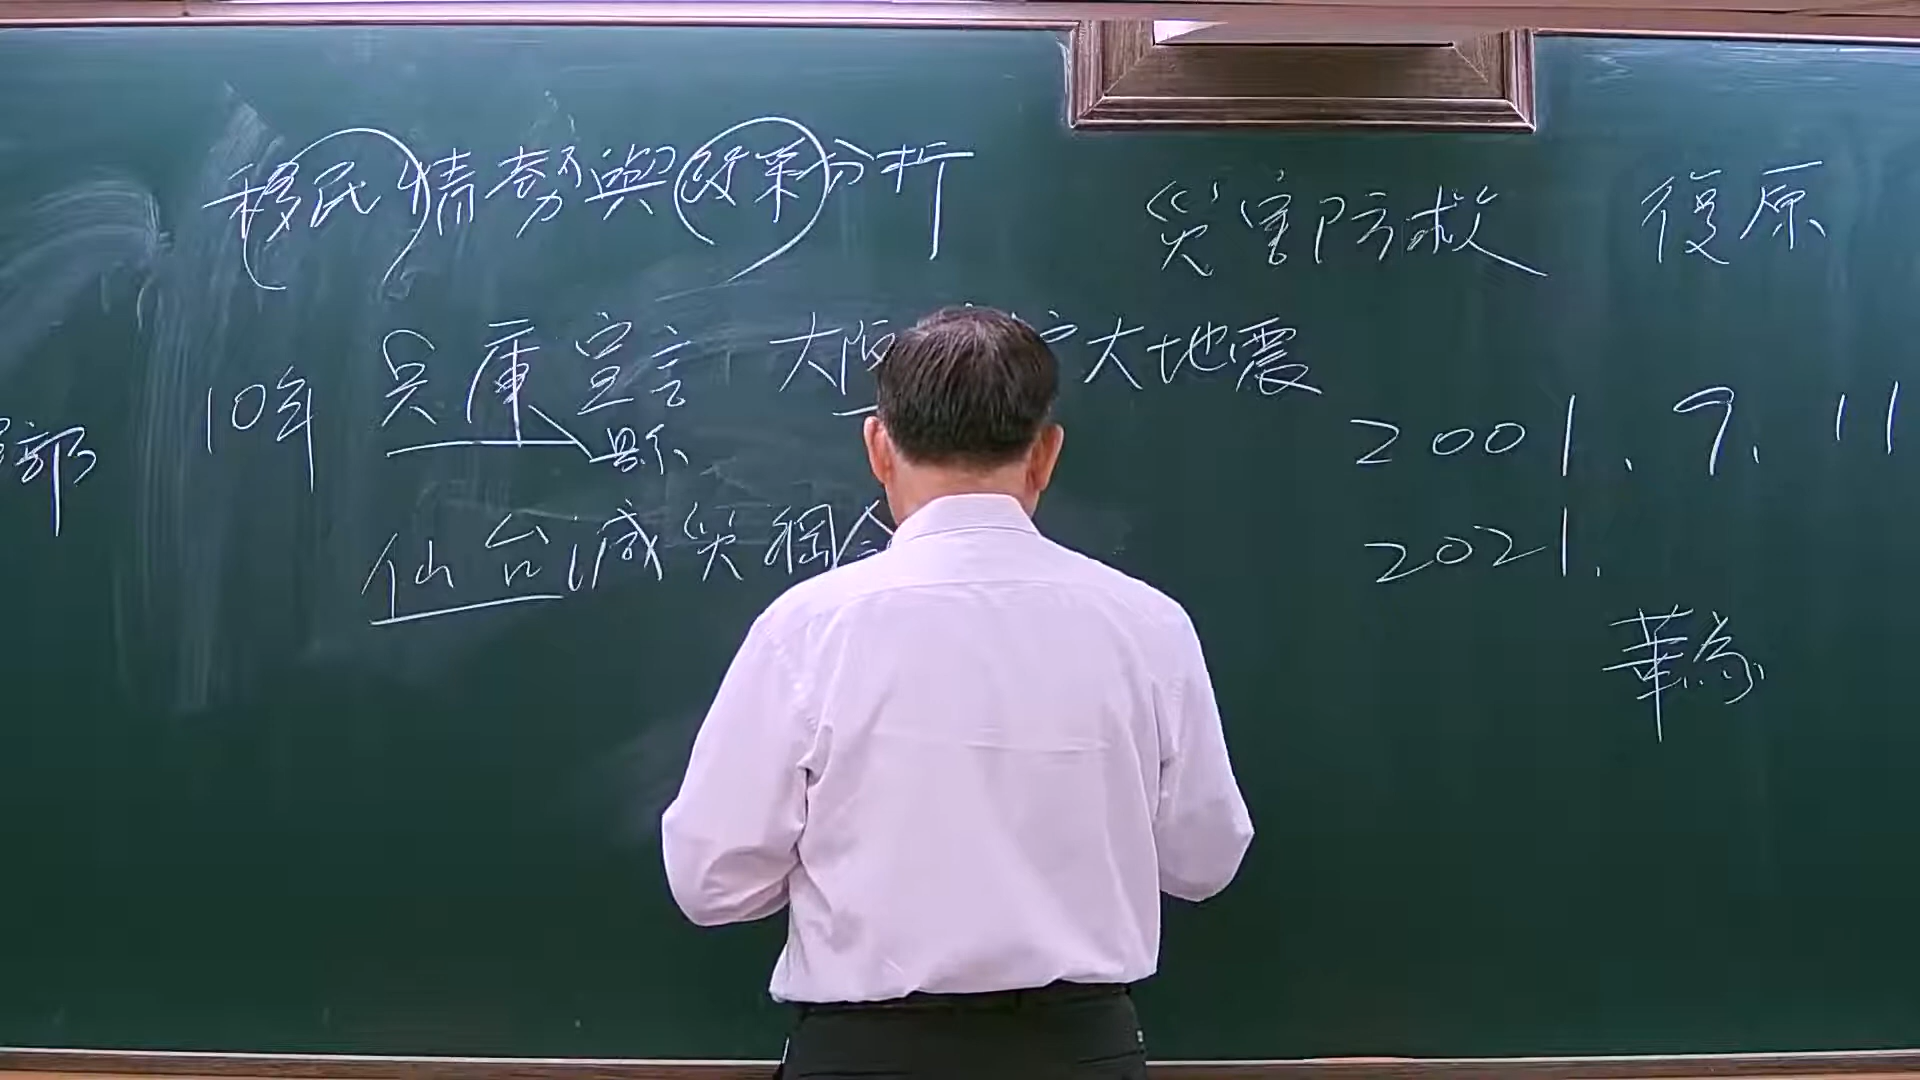 移民情勢與政策分析
災害防救 復原
10年 兵庫宣言 大阪 大地震
縣
2001.9.11
部
仙台減災綱
2021.
華為